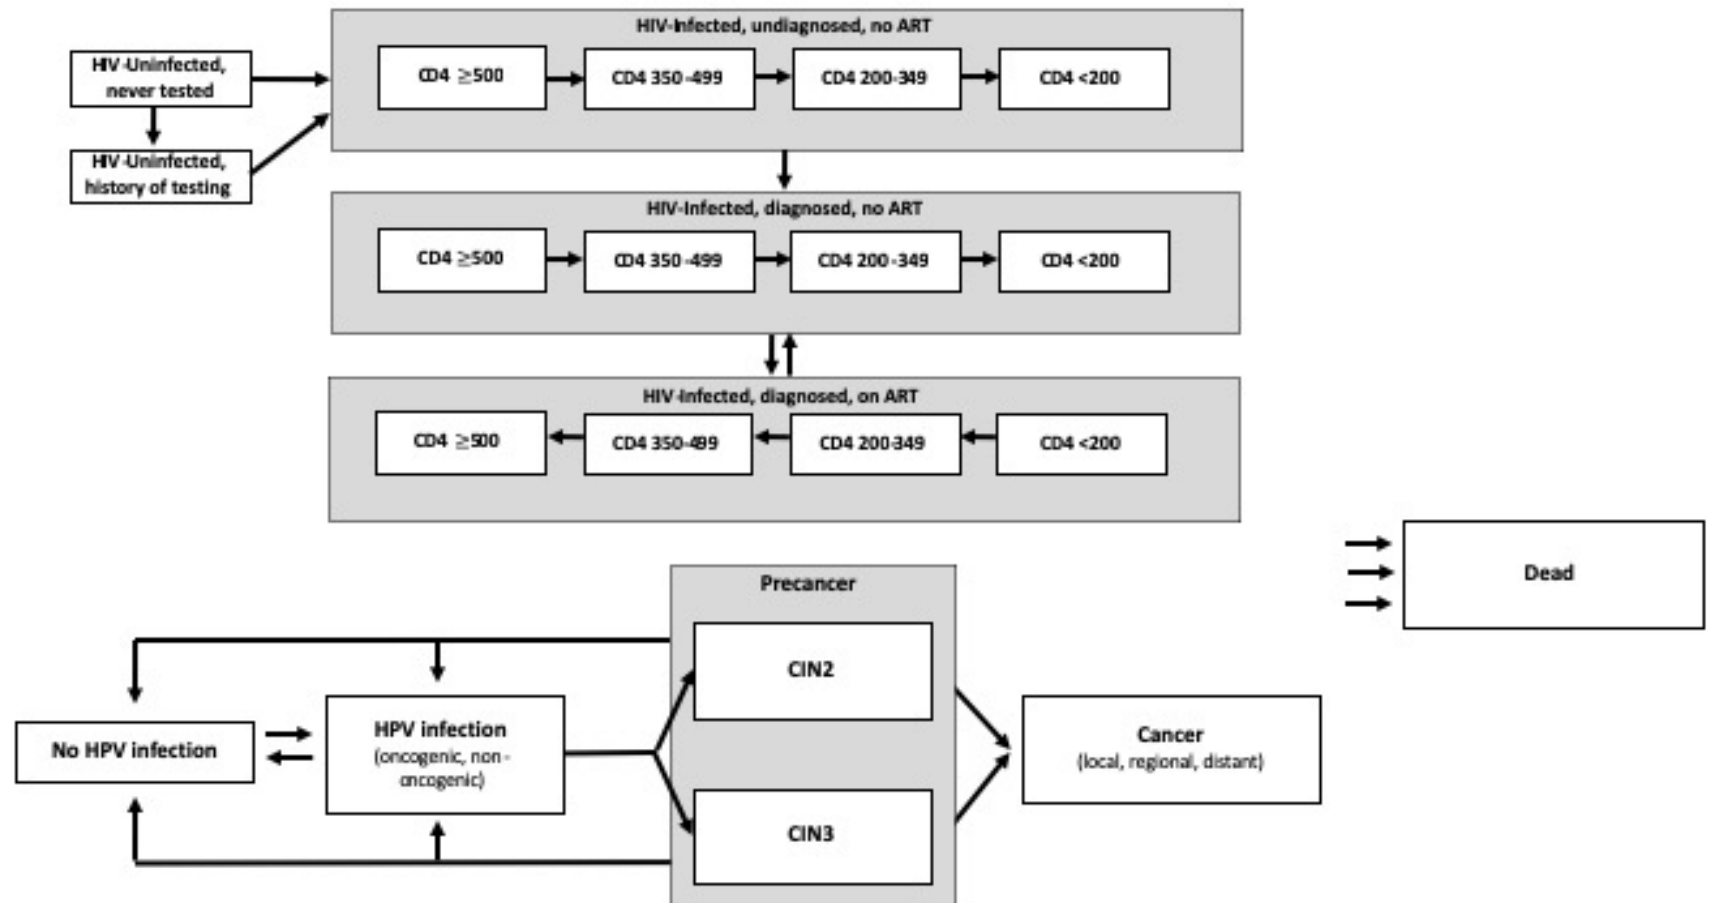 HIV-Infected, undiagnosed, no ART
HIV-Uninfected,
never tested
CD4 ≥500
CD4 350-499
CD4 200-349
CD4 <200
HIV-Uninfected,
history of testing
HIV-Infected, diagnosed, no ART
CD4 ≥500
CD4 350-499
CD4 200-349
CD4 <200
HIV-Infected, diagnosed, on ART
CD4 ≥500
CD4 350-499
CD4 200-349
CD4 <200
Dead
Precancer
CIN2
No HPV infection
HPV infection
(oncogenic, non-
oncogenic)
Cancer
(local, regional, distant)
CIN3